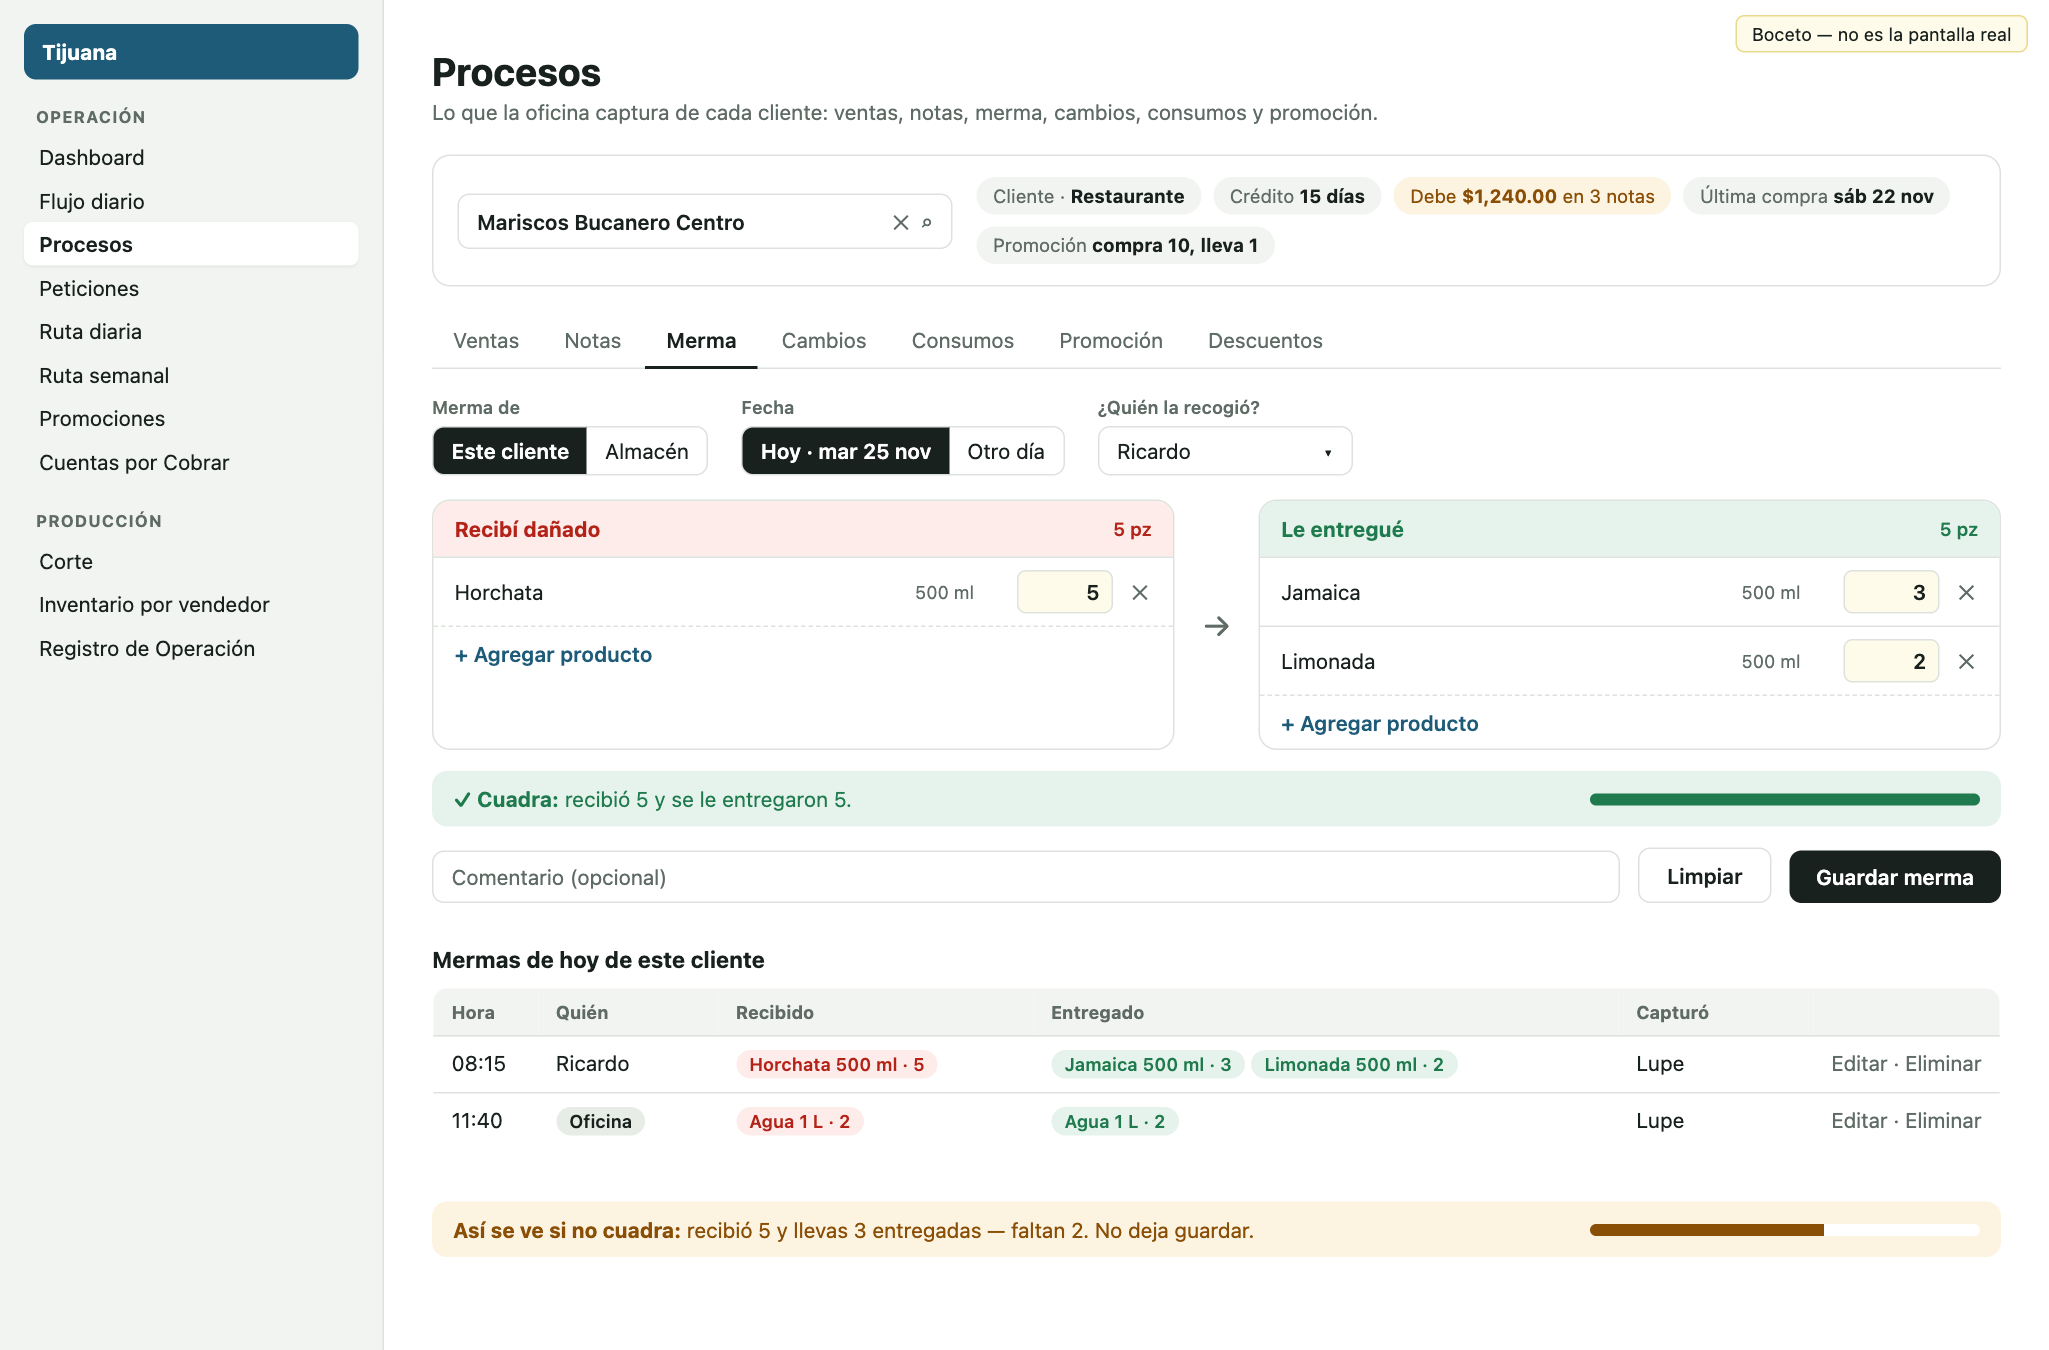 Tijuana
OPERACIÓN
Dashboard
Flujo diario
Procesos
Peticiones
Ruta diaria
Ruta semanal
Promociones
Cuentas por Cobrar
PRODUCCIÓN
Corte
Inventario por vendedor
Registro de Operación
Boceto — no es la pantalla real
Procesos
Lo que la oficina captura de cada cliente: ventas, notas, merma, cambios, consumos y promoción.
Mariscos Bucanero Centro
Cliente · Restaurante
Crédito 15 días
Debe $1,240.00 en 3 notas
Última compra sáb 22 nov
Promoción compra 10, lleva 1
Ventas Notas Merma Cambios Consumos Promoción Descuentos
Merma de
Este cliente Almacén
Fecha
Hoy · mar 25 nov Otro día
¿Quién la recogió?
Ricardo
Recibí dañado 5 pz
Horchata 500 ml 5
+ Agregar producto
→
Le entregué 5 pz
Jamaica 500 ml 3
Limonada 500 ml 2
+ Agregar producto
✓ Cuadra: recibió 5 y se le entregaron 5.
Comentario (opcional)
Limpiar
Guardar merma
Mermas de hoy de este cliente
Hora Quién Recibido Entregado Capturó
08:15 Ricardo Horchata 500 ml · 5 Jamaica 500 ml · 3 Limonada 500 ml · 2 Lupe Editar · Eliminar
11:40 Oficina Agua 1 L · 2 Agua 1 L · 2 Lupe Editar · Eliminar
Así se ve si no cuadra: recibió 5 y llevas 3 entregadas — faltan 2. No deja guardar.